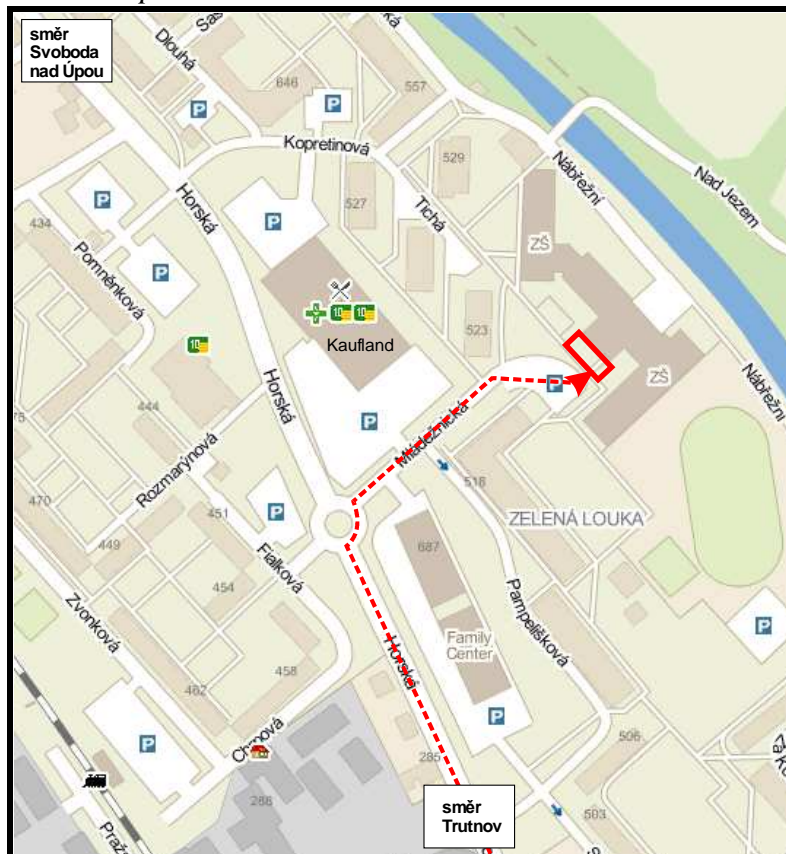 směr
Svoboda
nad Úpou
Dlouhá
646
557
Kopretinová
529
Nábřežní
Nad Jezem
Horská
434
527
Tichá
ZŠ
Pomněnková
Kaufland
523
ZŠ
Nábřežní
Horská
444
Mládežnická
Rozmarýnová
518
470
451
ZELENÁ LOUKA
449
Fialková
687
454
Pampelišková
Zvonková
Family
Center
Horská
458
462
285
506
286
směr
Trutnov
503